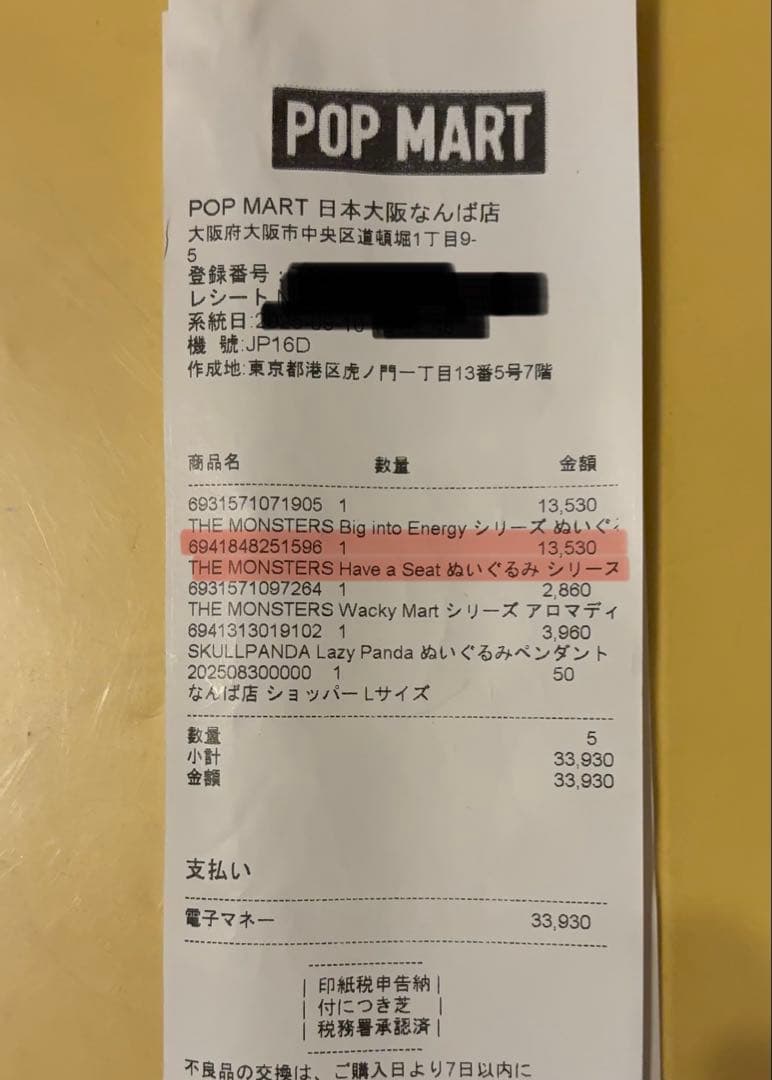 POP MART
POP MART 日本大阪なんば店
大阪府大阪市中央区道頓堀1丁目9-
5
登録番号:
レシート
系統日:
機 號:JP16D
作成地:東京都港区虎ノ門一丁目13番5号7階
商品名 數量 金額
6931571071905 1 13,530
THE MONSTERS Big into Energy シリーズ ぬいぐ
6941848251596 1 13,530
THE MONSTERS Have a Seat ぬいぐるみ シリーズ
6931571097264 1 2,860
THE MONSTERS Wacky Mart シリーズ アロマディ
6941313019102 1 3,960
SKULLPANDA Lazy Panda ぬいぐるみペンダント
202508300000 1 50
なんば店 ショッパー Lサイズ
數量 5
小計 33,930
金額 33,930
支払い
電子マネー 33,930
| 印紙税申告納 |
| 付につき芝 |
| 税務署承認済 |
不良品の交換は、ご購入日より7日以内に